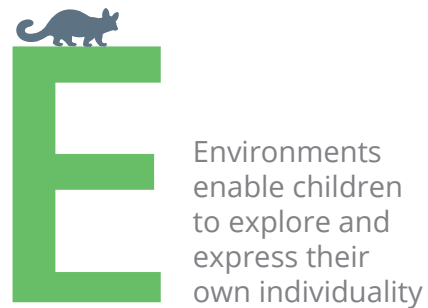 E
Environments
enable children
to explore and
express their
own individuality